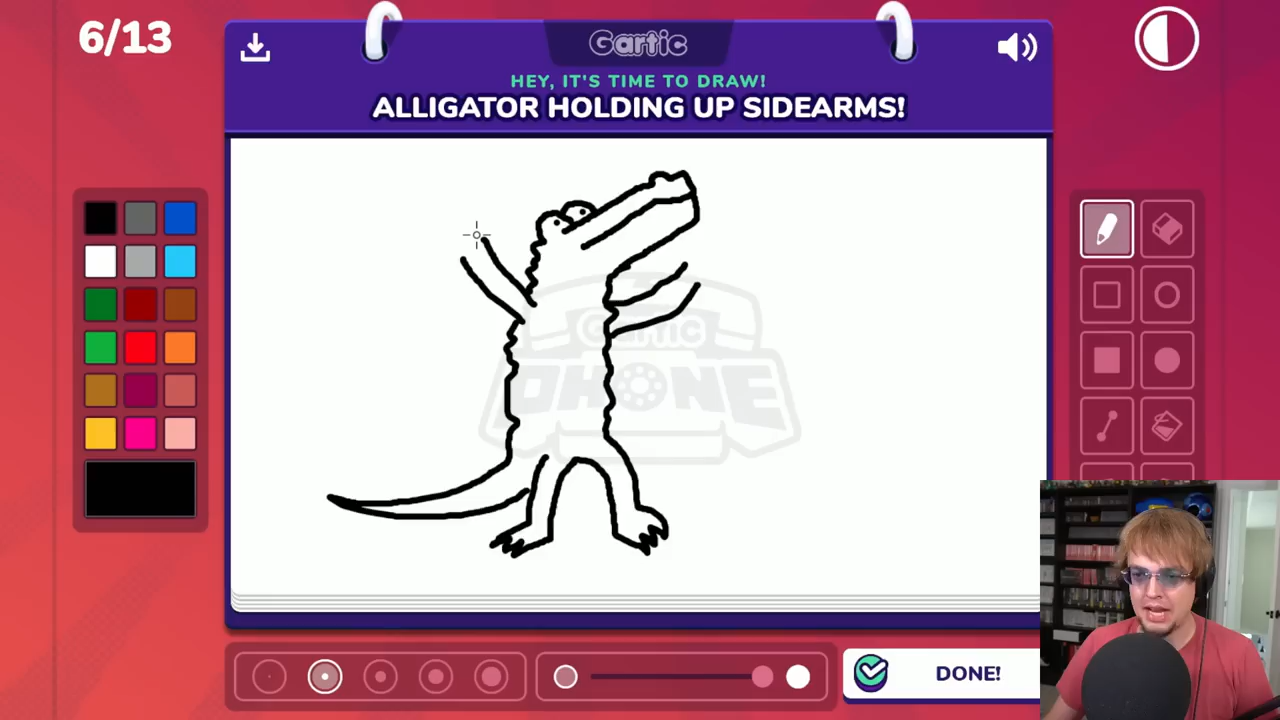 6/13
Gartic
HEY, IT'S TIME TO DRAW!
ALLIGATOR HOLDING UP SIDEARMS!
Gartic
PHONE
DONE!